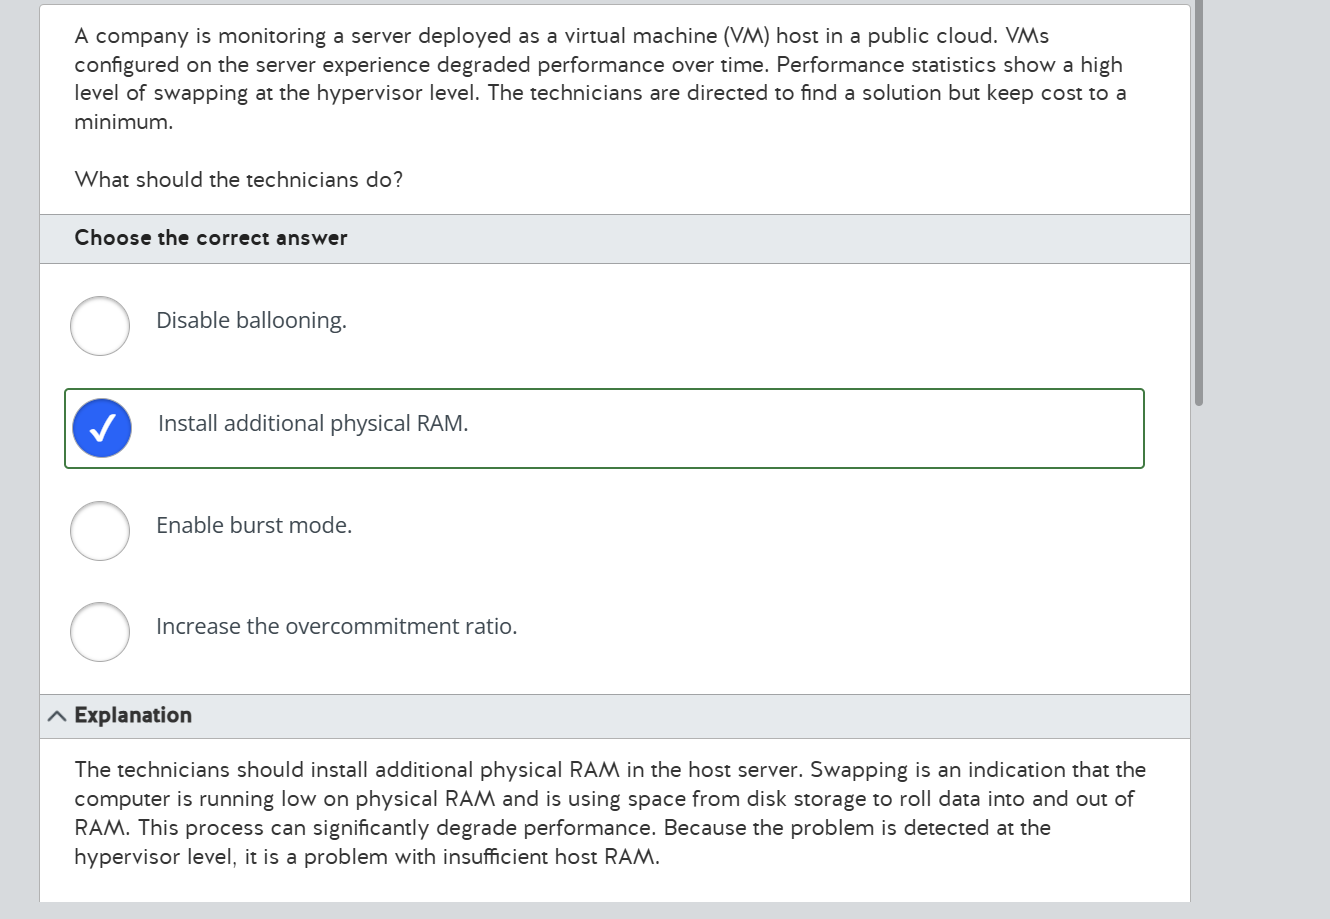 A company is monitoring a server deployed as a virtual machine (VM) host in a public cloud. VMs
configured on the server experience degraded performance over time. Performance statistics show a high
level of swapping at the hypervisor level. The technicians are directed to find a solution but keep cost to a
minimum.
What should the technicians do?
Choose the correct answer
Disable ballooning.
Install additional physical RAM.
Enable burst mode.
Increase the overcommitment ratio.
Explanation
The technicians should install additional physical RAM in the host server. Swapping is an indication that the
computer is running low on physical RAM and is using space from disk storage to roll data into and out of
RAM. This process can significantly degrade performance. Because the problem is detected at the
hypervisor level, it is a problem with insufficient host RAM.